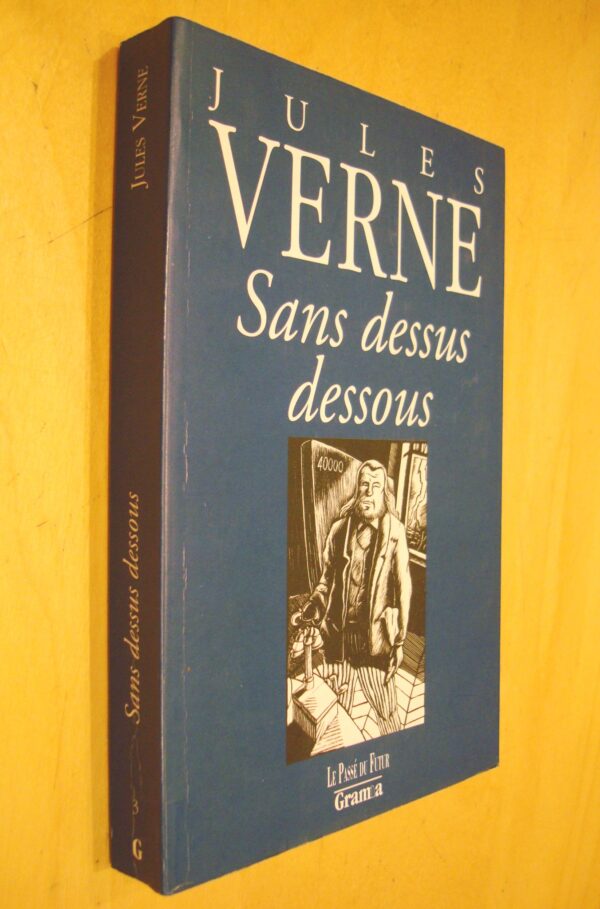 JULES
VERNE
Sans dessus
dessous
40000
LE PASSÉ DU FUTUR
Grama
JULES VERNE
Sans dessus dessous
G